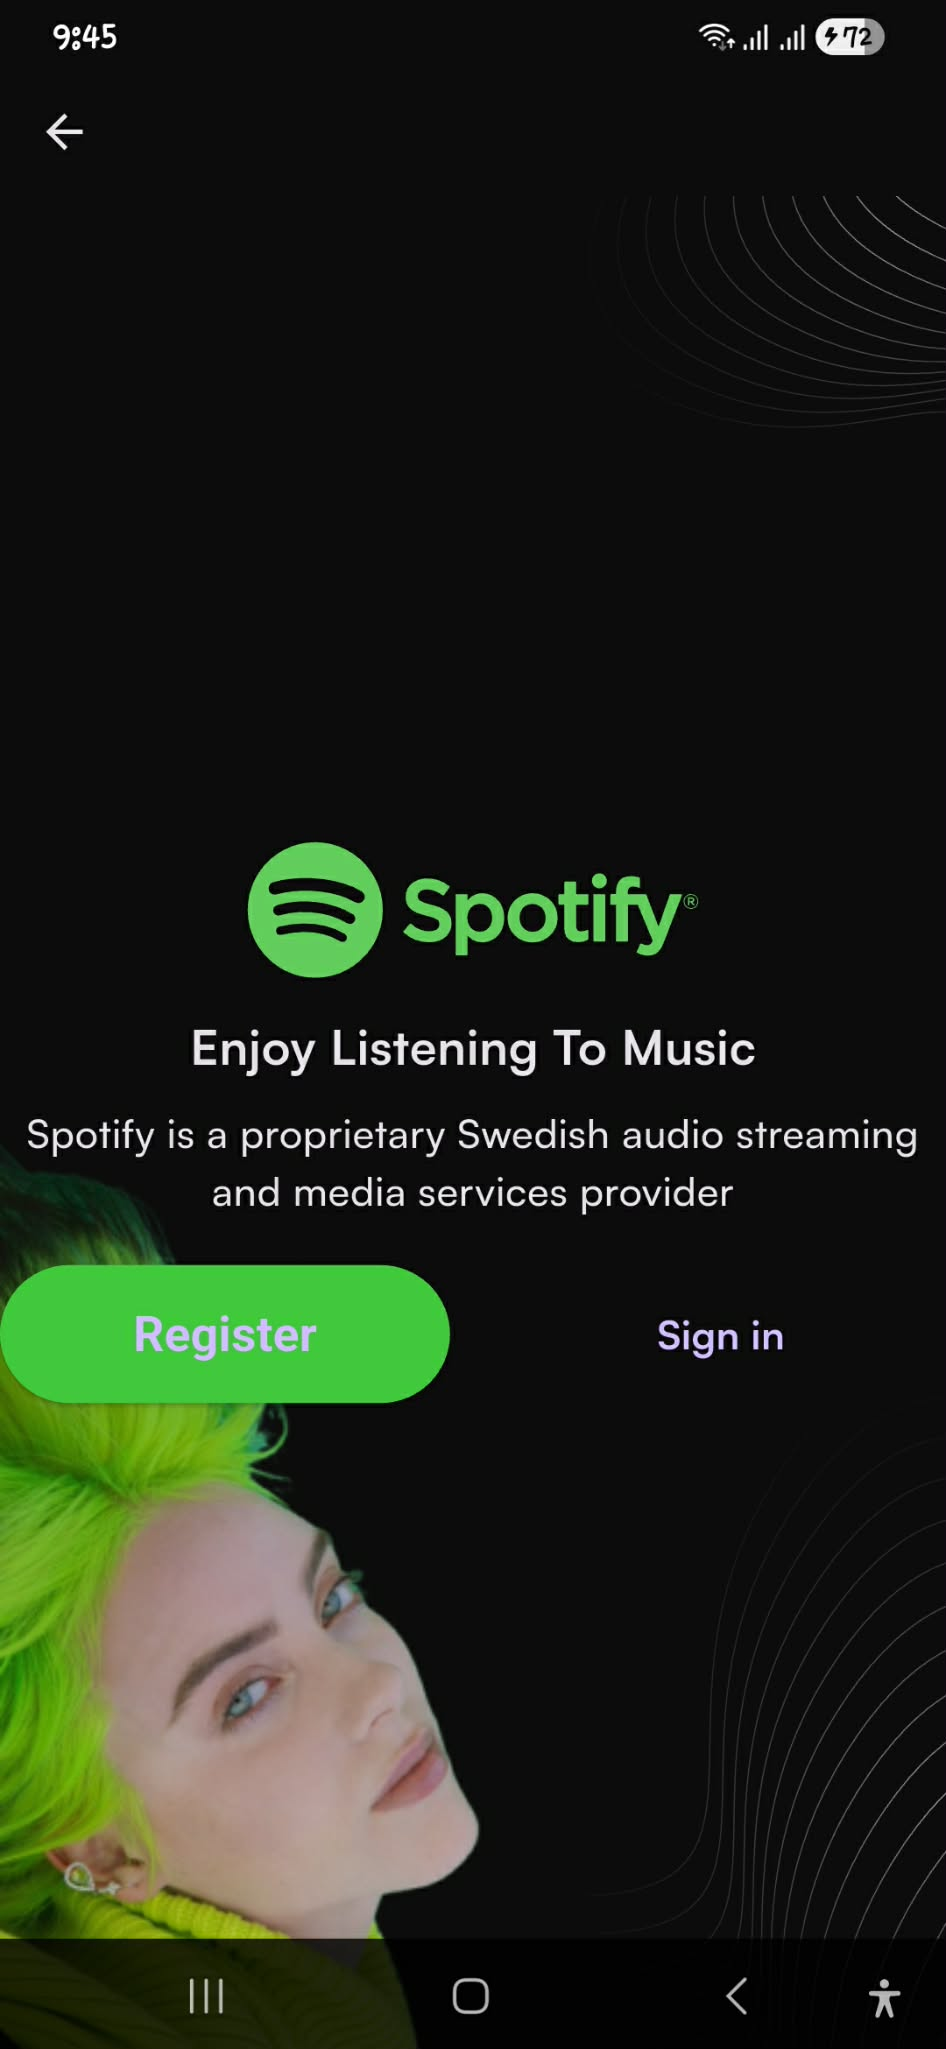 9:45
72
Spotify®
Enjoy Listening To Music
Spotify is a proprietary Swedish audio streaming
and media services provider
Register
Sign in